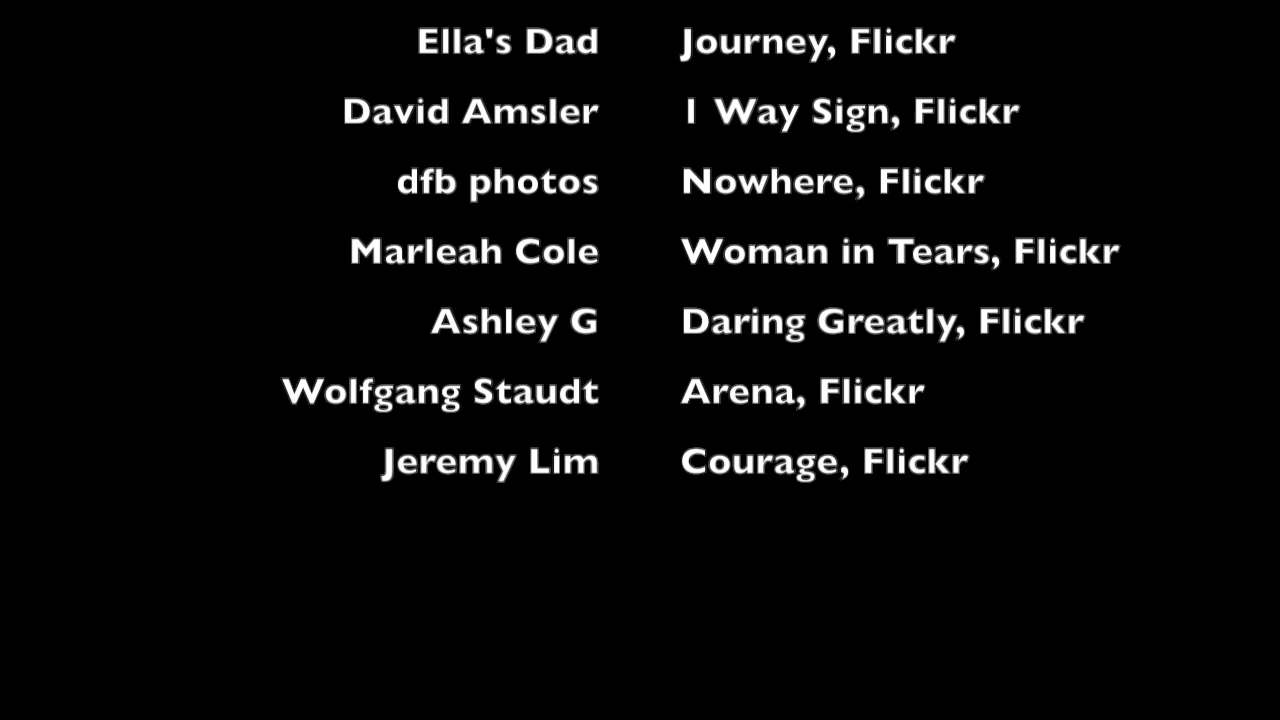 Ella's Dad Journey, Flickr
David Amsler 1 Way Sign, Flickr
dfb photos Nowhere, Flickr
Marleah Cole Woman in Tears, Flickr
Ashley G Daring Greatly, Flickr
Wolfgang Staudt Arena, Flickr
Jeremy Lim Courage, Flickr